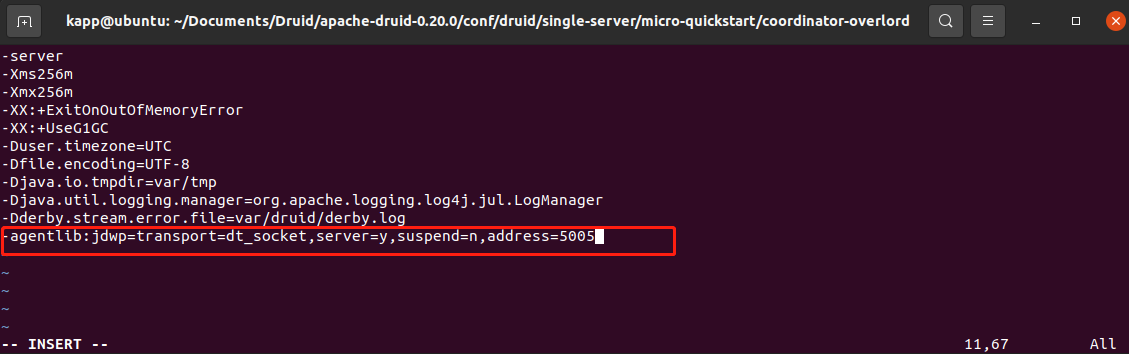 kapp@ubuntu: ~/Documents/Druid/apache-druid-0.20.0/conf/druid/single-server/micro-quickstart/coordinator-overlord
-server
-Xms256m
-Xmx256m
-XX:+ExitOnOutOfMemoryError
-XX:+UseG1GC
-Duser.timezone=UTC
-Dfile.encoding=UTF-8
-Djava.io.tmpdir=var/tmp
-Djava.util.logging.manager=org.apache.logging.log4j.jul.LogManager
-Dderby.stream.error.file=var/druid/derby.log
-agentlib:jdwp=transport=dt_socket,server=y,suspend=n,address=5005
~
~
~
~
-- INSERT -- 11,67 All